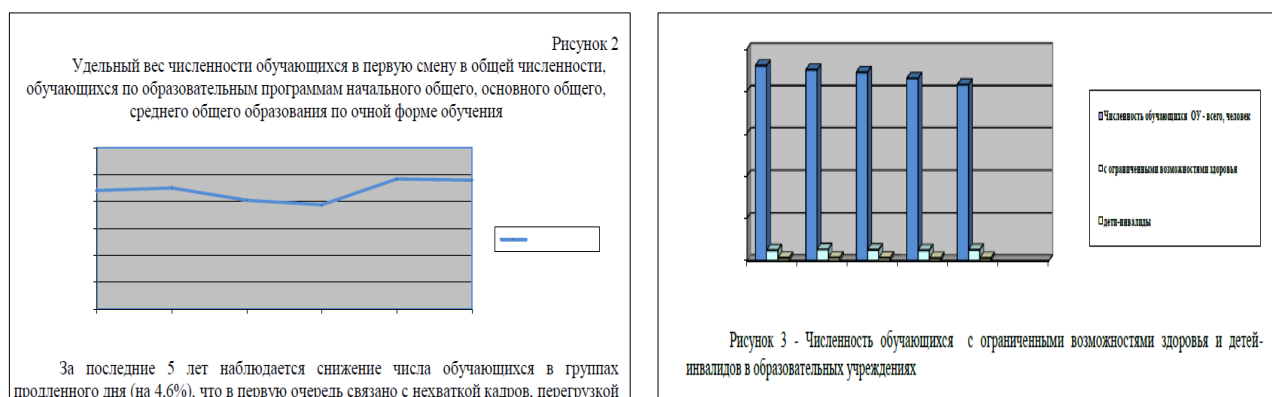 Рисунок 2
Удельный вес численности обучающихся в первую смену в общей численности,
обучающихся по образовательным программам начального общего, основного общего,
среднего общего образования по очной форме обучения
За последние 5 лет наблюдается снижение числа обучающихся в группах
продленного дня (на 4,6%), что в первую очередь связано с нехваткой кадров, перегрузкой
Численность обучающихся ОУ - всего, человек
с ограниченными возможностями здоровья
дети-инвалиды
Рисунок 3 - Численность обучающихся с ограниченными возможностями здоровья и детей-
инвалидов в образовательных учреждениях